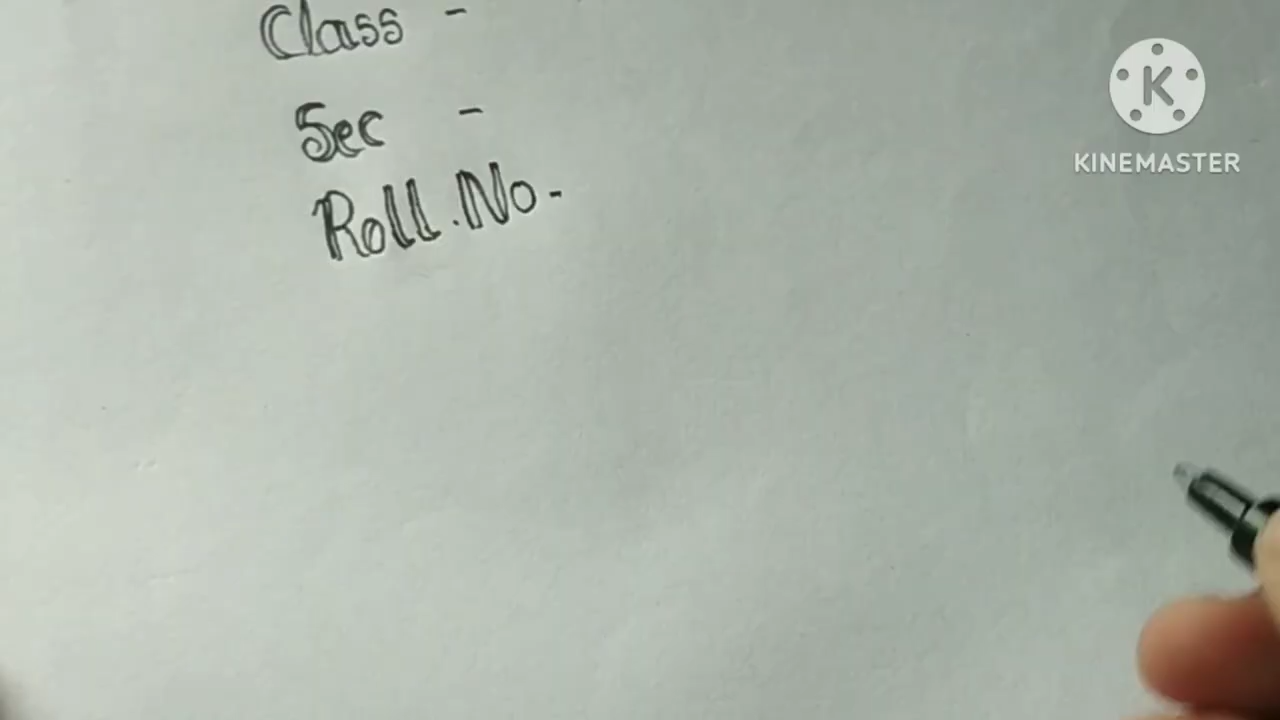 Class -
Sec -
Roll.No-
K
KINEMASTER